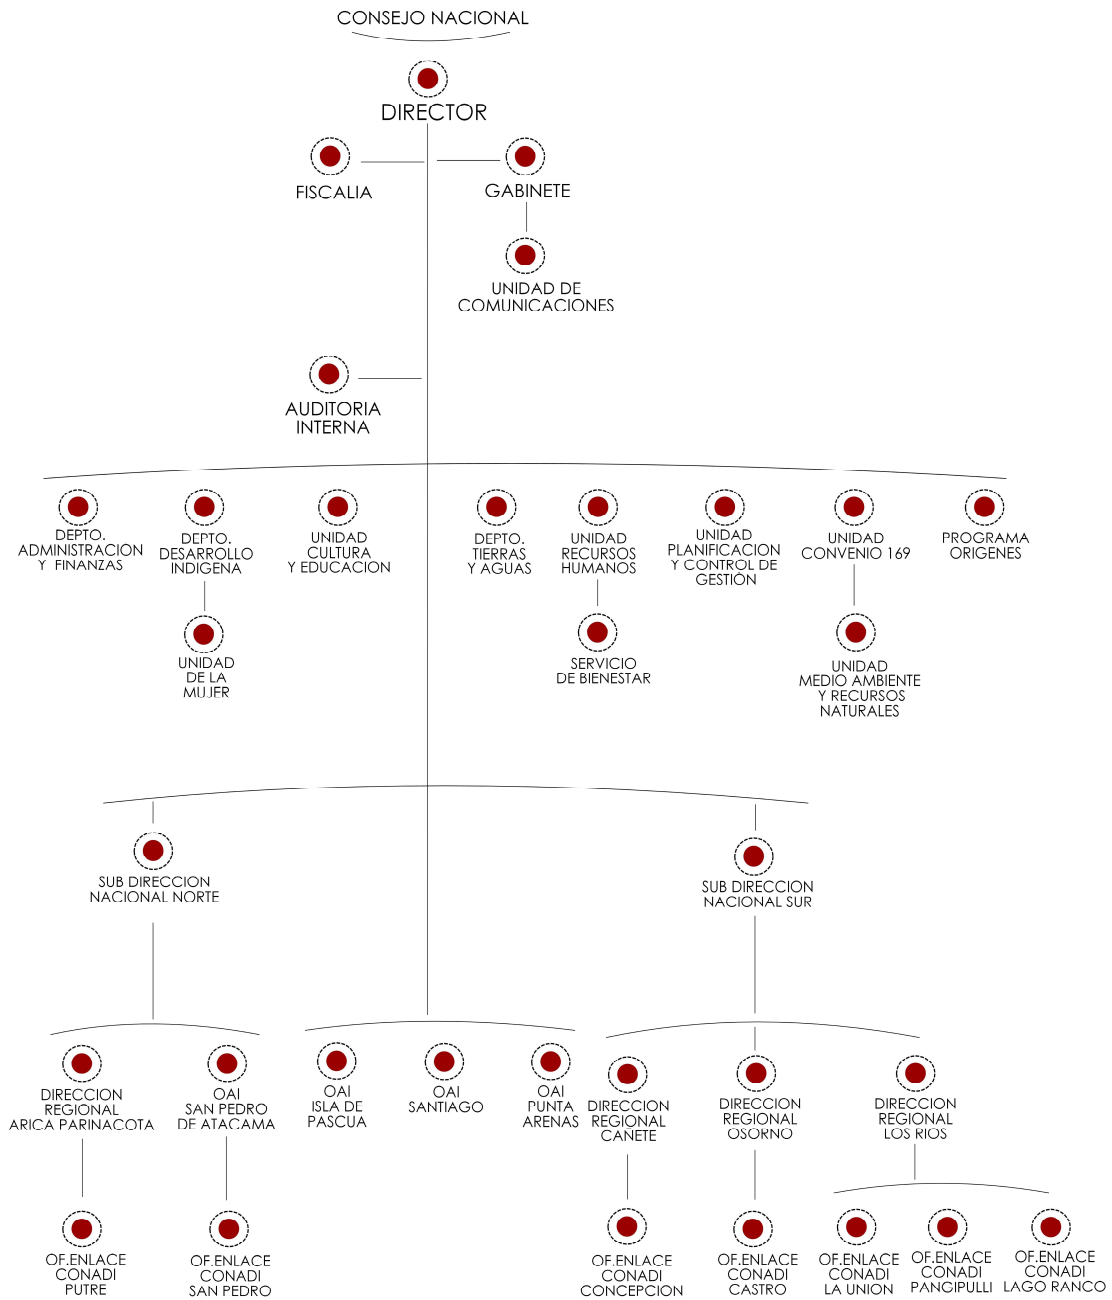 CONSEJO NACIONAL
DIRECTOR
FISCALIA
GABINETE
UNIDAD DE
COMUNICACIONES
AUDITORIA
INTERNA
DEPTO.
ADMINISTRACION
Y FINANZAS
DEPTO.
DESARROLLO
INDIGENA
UNIDAD
CULTURA
Y EDUCACION
DEPTO.
TIERRAS
Y AGUAS
UNIDAD
RECURSOS
HUMANOS
UNIDAD
PLANIFICACION
Y CONTROL DE
GESTIÓN
UNIDAD
CONVENIO 169
PROGRAMA
ORIGENES
UNIDAD
DE LA
MUJER
SERVICIO
DE BIENESTAR
UNIDAD
MEDIO AMBIENTE
Y RECURSOS
NATURALES
SUB DIRECCION
NACIONAL NORTE
SUB DIRECCION
NACIONAL SUR
DIRECCION
REGIONAL
ARICA PARINACOTA
OAI
SAN PEDRO
DE ATACAMA
OAI
ISLA DE
PASCUA
OAI
SANTIAGO
OAI
PUNTA
ARENAS
DIRECCION
REGIONAL
CAÑETE
DIRECCION
REGIONAL
OSORNO
DIRECCION
REGIONAL
LOS RIOS
OF.ENLACE
CONADI
PUTRE
OF.ENLACE
CONADI
SAN PEDRO
OF.ENLACE
CONADI
CONCEPCION
OF.ENLACE
CONADI
CASTRO
OF.ENLACE
CONADI
LA UNION
OF.ENLACE
CONADI
PANGIPULLI
OF.ENLACE
CONADI
LAGO RANCO